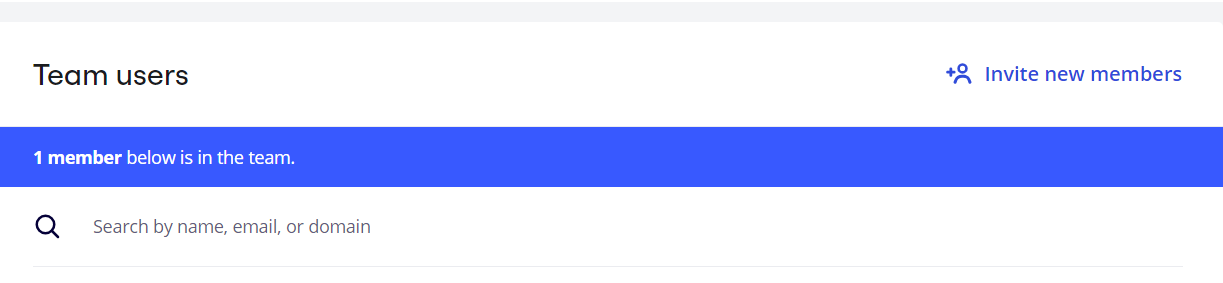 Team users
Invite new members
1 member below is in the team.
Search by name, email, or domain